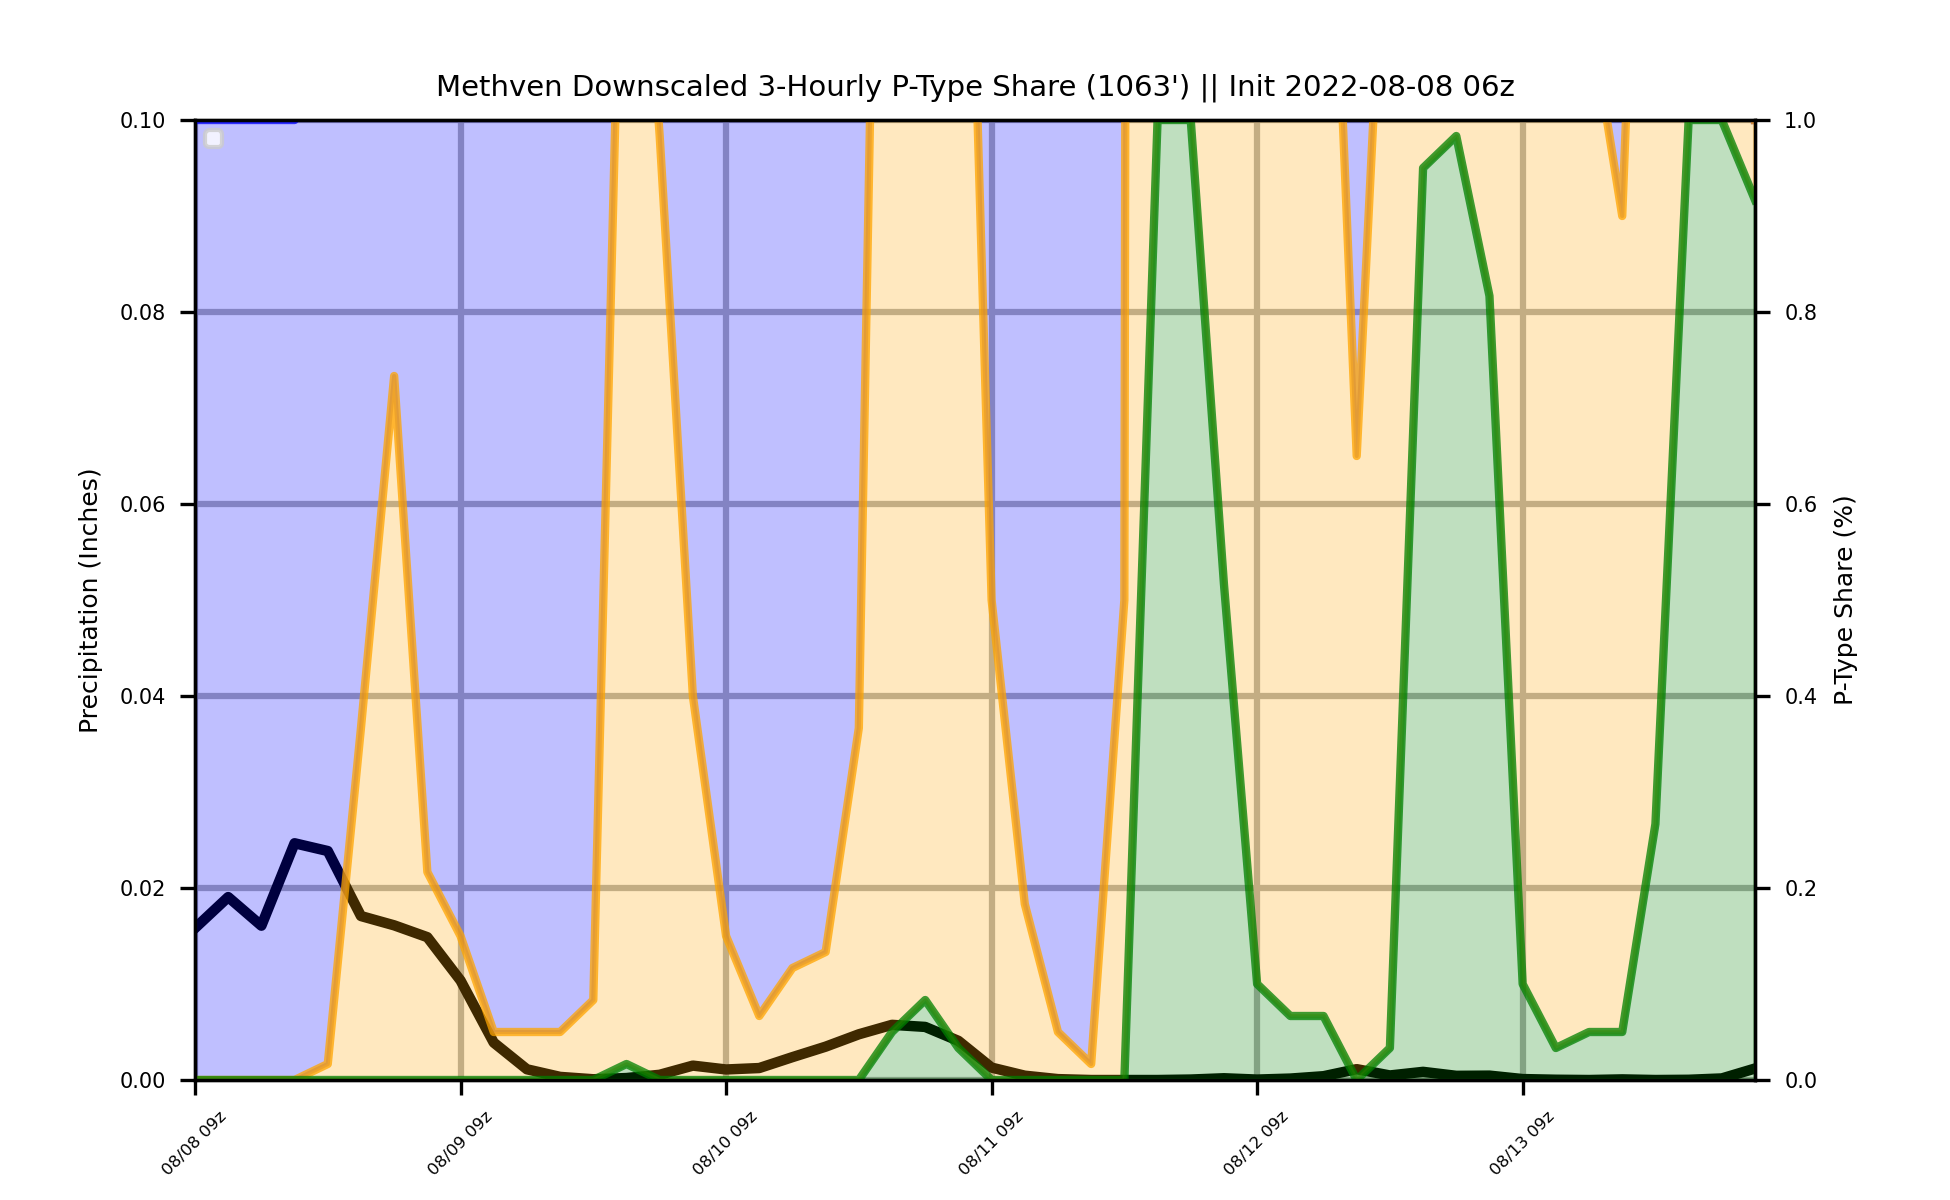 Methven Downscaled 3-Hourly P-Type Share (1063') || Init 2022-08-08 06z
0.10
0.08
0.06
0.04
0.02
0.00
Precipitation (Inches)
1.0
0.8
0.6
0.4
0.2
0.0
P-Type Share (%)
08/08 09z
08/09 09z
08/10 09z
08/11 09z
08/12 09z
08/13 09z